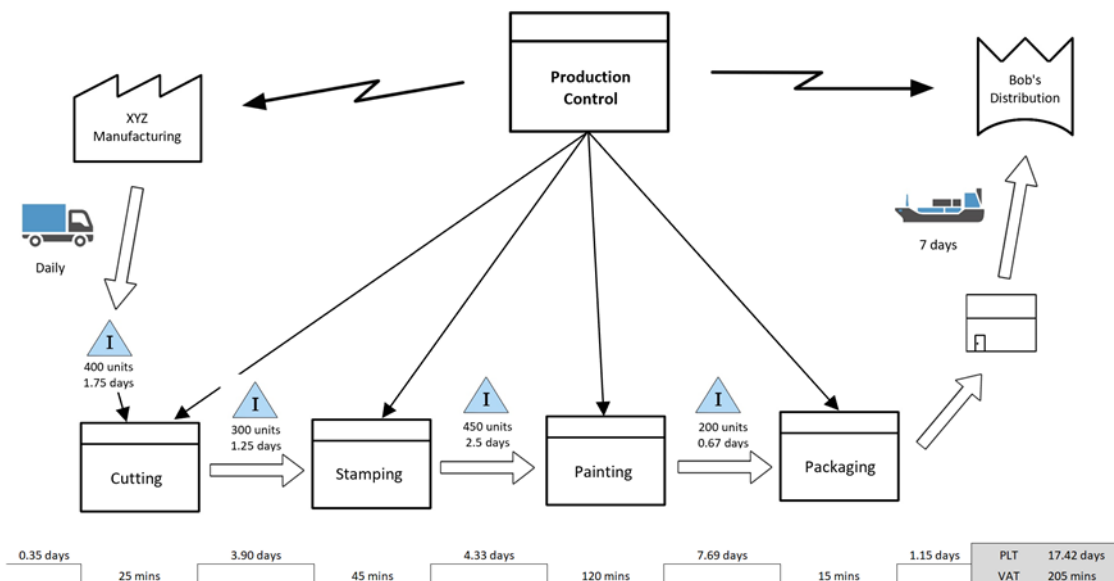 Production
Control
XYZ
Manufacturing
Bob's
Distribution
Daily
7 days
I
400 units
1.75 days
I
300 units
1.25 days
I
450 units
2.5 days
I
200 units
0.67 days
Cutting
Stamping
Painting
Packaging
0.35 days
3.90 days
4.33 days
7.69 days
1.15 days
PLT 17.42 days
25 mins
45 mins
120 mins
15 mins
VAT 205 mins